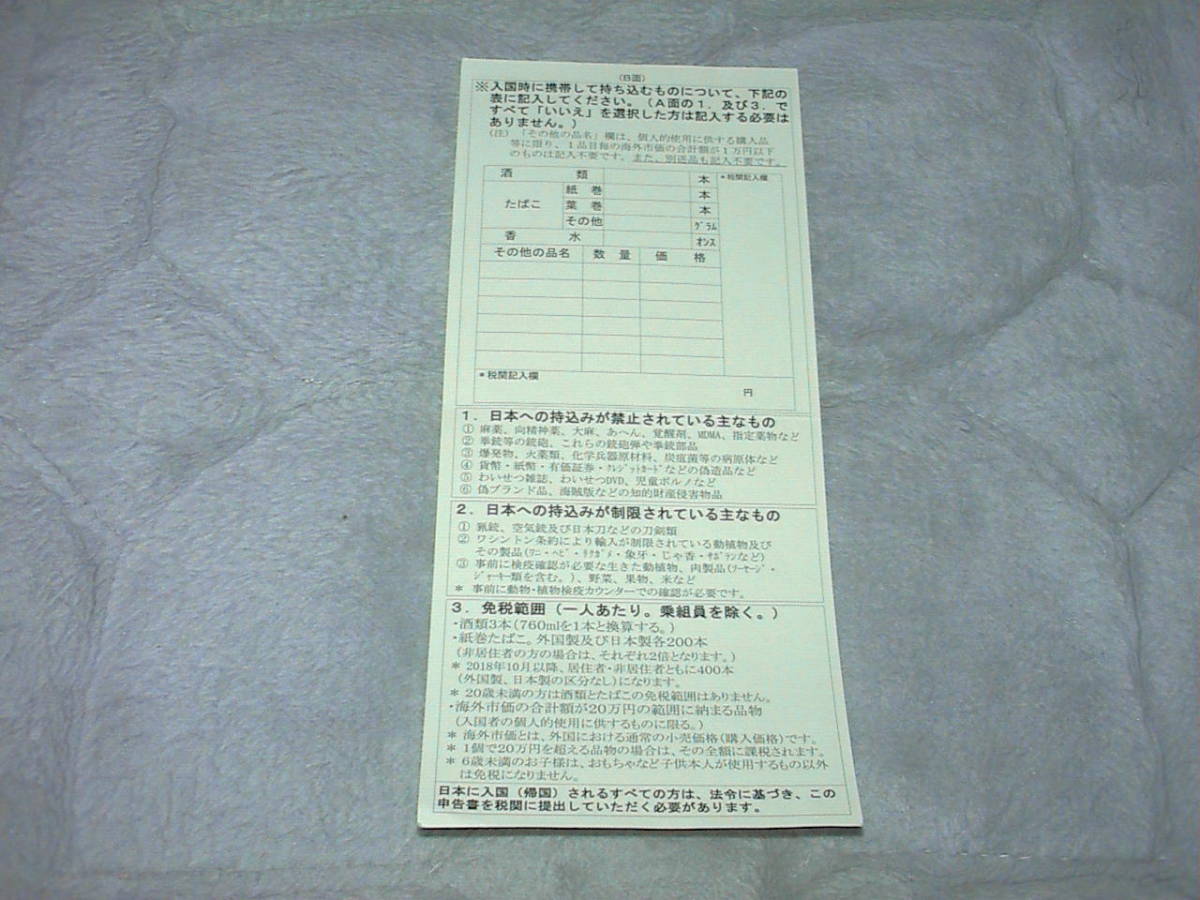 (B面)
※入国時に携帯して持ち込むものについて、下記の
表に記入してください。(A面の1.及び3.で
すべて「いいえ」を選択した方は記入する必要は
ありません。)
(注)「その他の品名」欄は、個人的使用に供する購入品
等に限り、1品目毎の海外市価の合計額が1万円以下
のものは記入不要です。また、別送品も記入不要です。
酒 類 本 *税関記入欄
たばこ 紙巻 本
葉巻 本
その他 グラム
香 水 オンス
その他の品名 数量 価格
*税関記入欄
円
1.日本への持込みが禁止されている主なもの
① 麻薬、向精神薬、大麻、あへん、覚醒剤、MDMA、指定薬物など
② 拳銃等の銃砲、これらの銃砲弾や拳銃部品
③ 爆発物、火薬類、化学兵器原材料、炭疽菌等の病原体など
④ 貨幣・紙幣・有価証券・クレジットカードなどの偽造品など
⑤ わいせつ雑誌、わいせつDVD、児童ポルノなど
⑥ 偽ブランド品、海賊版などの知的財産侵害物品
2.日本への持込みが制限されている主なもの
① 猟銃、空気銃及び日本刀などの刀剣類
② ワシントン条約により輸入が制限されている動植物及び
その製品(ワニ・ヘビ・リクガメ・象牙・じゃ香・サボテンなど)
③ 事前に検疫確認が必要な生きた動植物、肉製品(ソーセージ・
ジャーキー類を含む。)、野菜、果物、米など
* 事前に動物・植物検疫カウンターでの確認が必要です。
3.免税範囲(一人あたり。乗組員を除く。)
・酒類3本(760mlを1本と換算する。)
・紙巻たばこ。外国製及び日本製各200本
(非居住者の方の場合は、それぞれ2倍となります。)
* 2018年10月以降、居住者・非居住者ともに400本
(外国製、日本製の区分なし)になります。
* 20歳未満の方は酒類とたばこの免税範囲はありません。
・海外市価の合計額が20万円の範囲に納まる品物
(入国者の個人的使用に供するものに限る。)
* 海外市価とは、外国における通常の小売価格(購入価格)です。
* 1個で20万円を超える品物の場合は、その全額に課税されます。
* 6歳未満のお子様は、おもちゃなど子供本人が使用するもの以外
は免税になりません。
日本に入国(帰国)されるすべての方は、法令に基づき、この
申告書を税関に提出していただく必要があります。